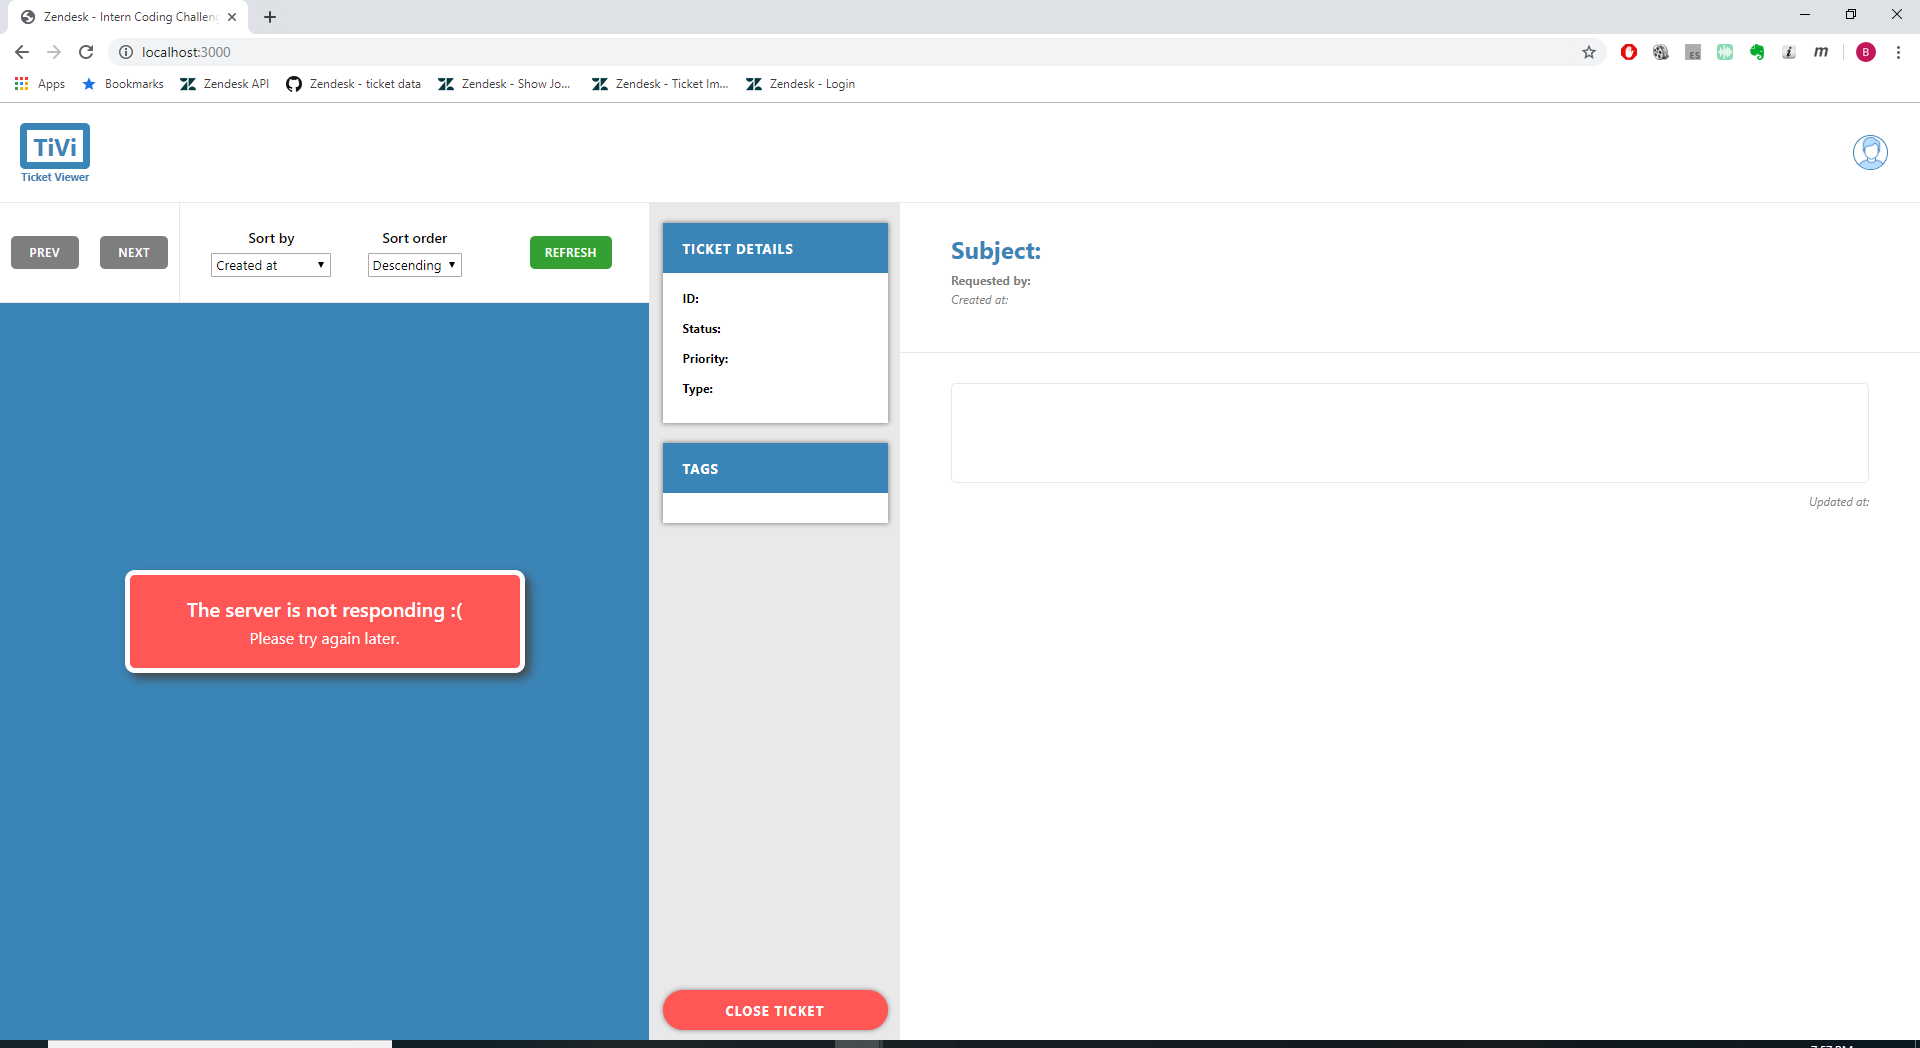 Zendesk - Intern Coding Challen
localhost:3000
ES
i
m
B
Apps
Bookmarks
Zendesk API
Zendesk - ticket data
Zendesk - Show Jo...
Zendesk - Ticket Im...
Zendesk - Login
TiVi
Ticket Viewer
PREV
NEXT
Sort by
Created at
Sort order
Descending
REFRESH
The server is not responding :(
Please try again later.
TICKET DETAILS
ID:
Status:
Priority:
Type:
TAGS
CLOSE TICKET
Subject:
Requested by:
Created at:
Updated at: